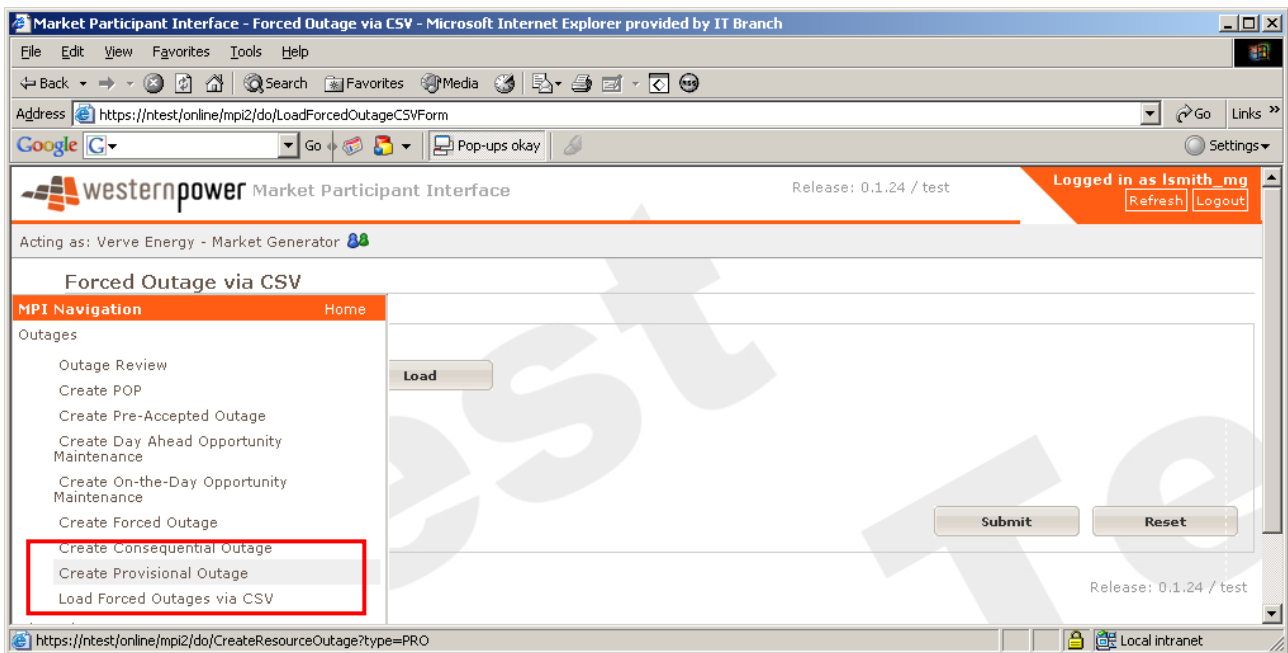 Market Participant Interface - Forced Outage via CSV - Microsoft Internet Explorer provided by IT Branch
File Edit View Favorites Tools Help
Back Search Favorites Media
Address https://ntest/online/mpi2/do/LoadForcedOutageCSVForm Go Links »
Google G Go Pop-ups okay Settings
westernpower Market Participant Interface Release: 0.1.24 / test Logged in as lsmith_mg
Refresh Logout
Acting as: Verve Energy - Market Generator
Forced Outage via CSV
MPI Navigation Home
Outages
Outage Review
Create POP
Create Pre-Accepted Outage
Create Day Ahead Opportunity
Maintenance
Create On-the-Day Opportunity
Maintenance
Create Forced Outage
Create Consequential Outage
Create Provisional Outage
Load Forced Outages via CSV
Load
Submit Reset
Release: 0.1.24 / test
https://ntest/online/mpi2/do/CreateResourceOutage?type=PRO Local intranet